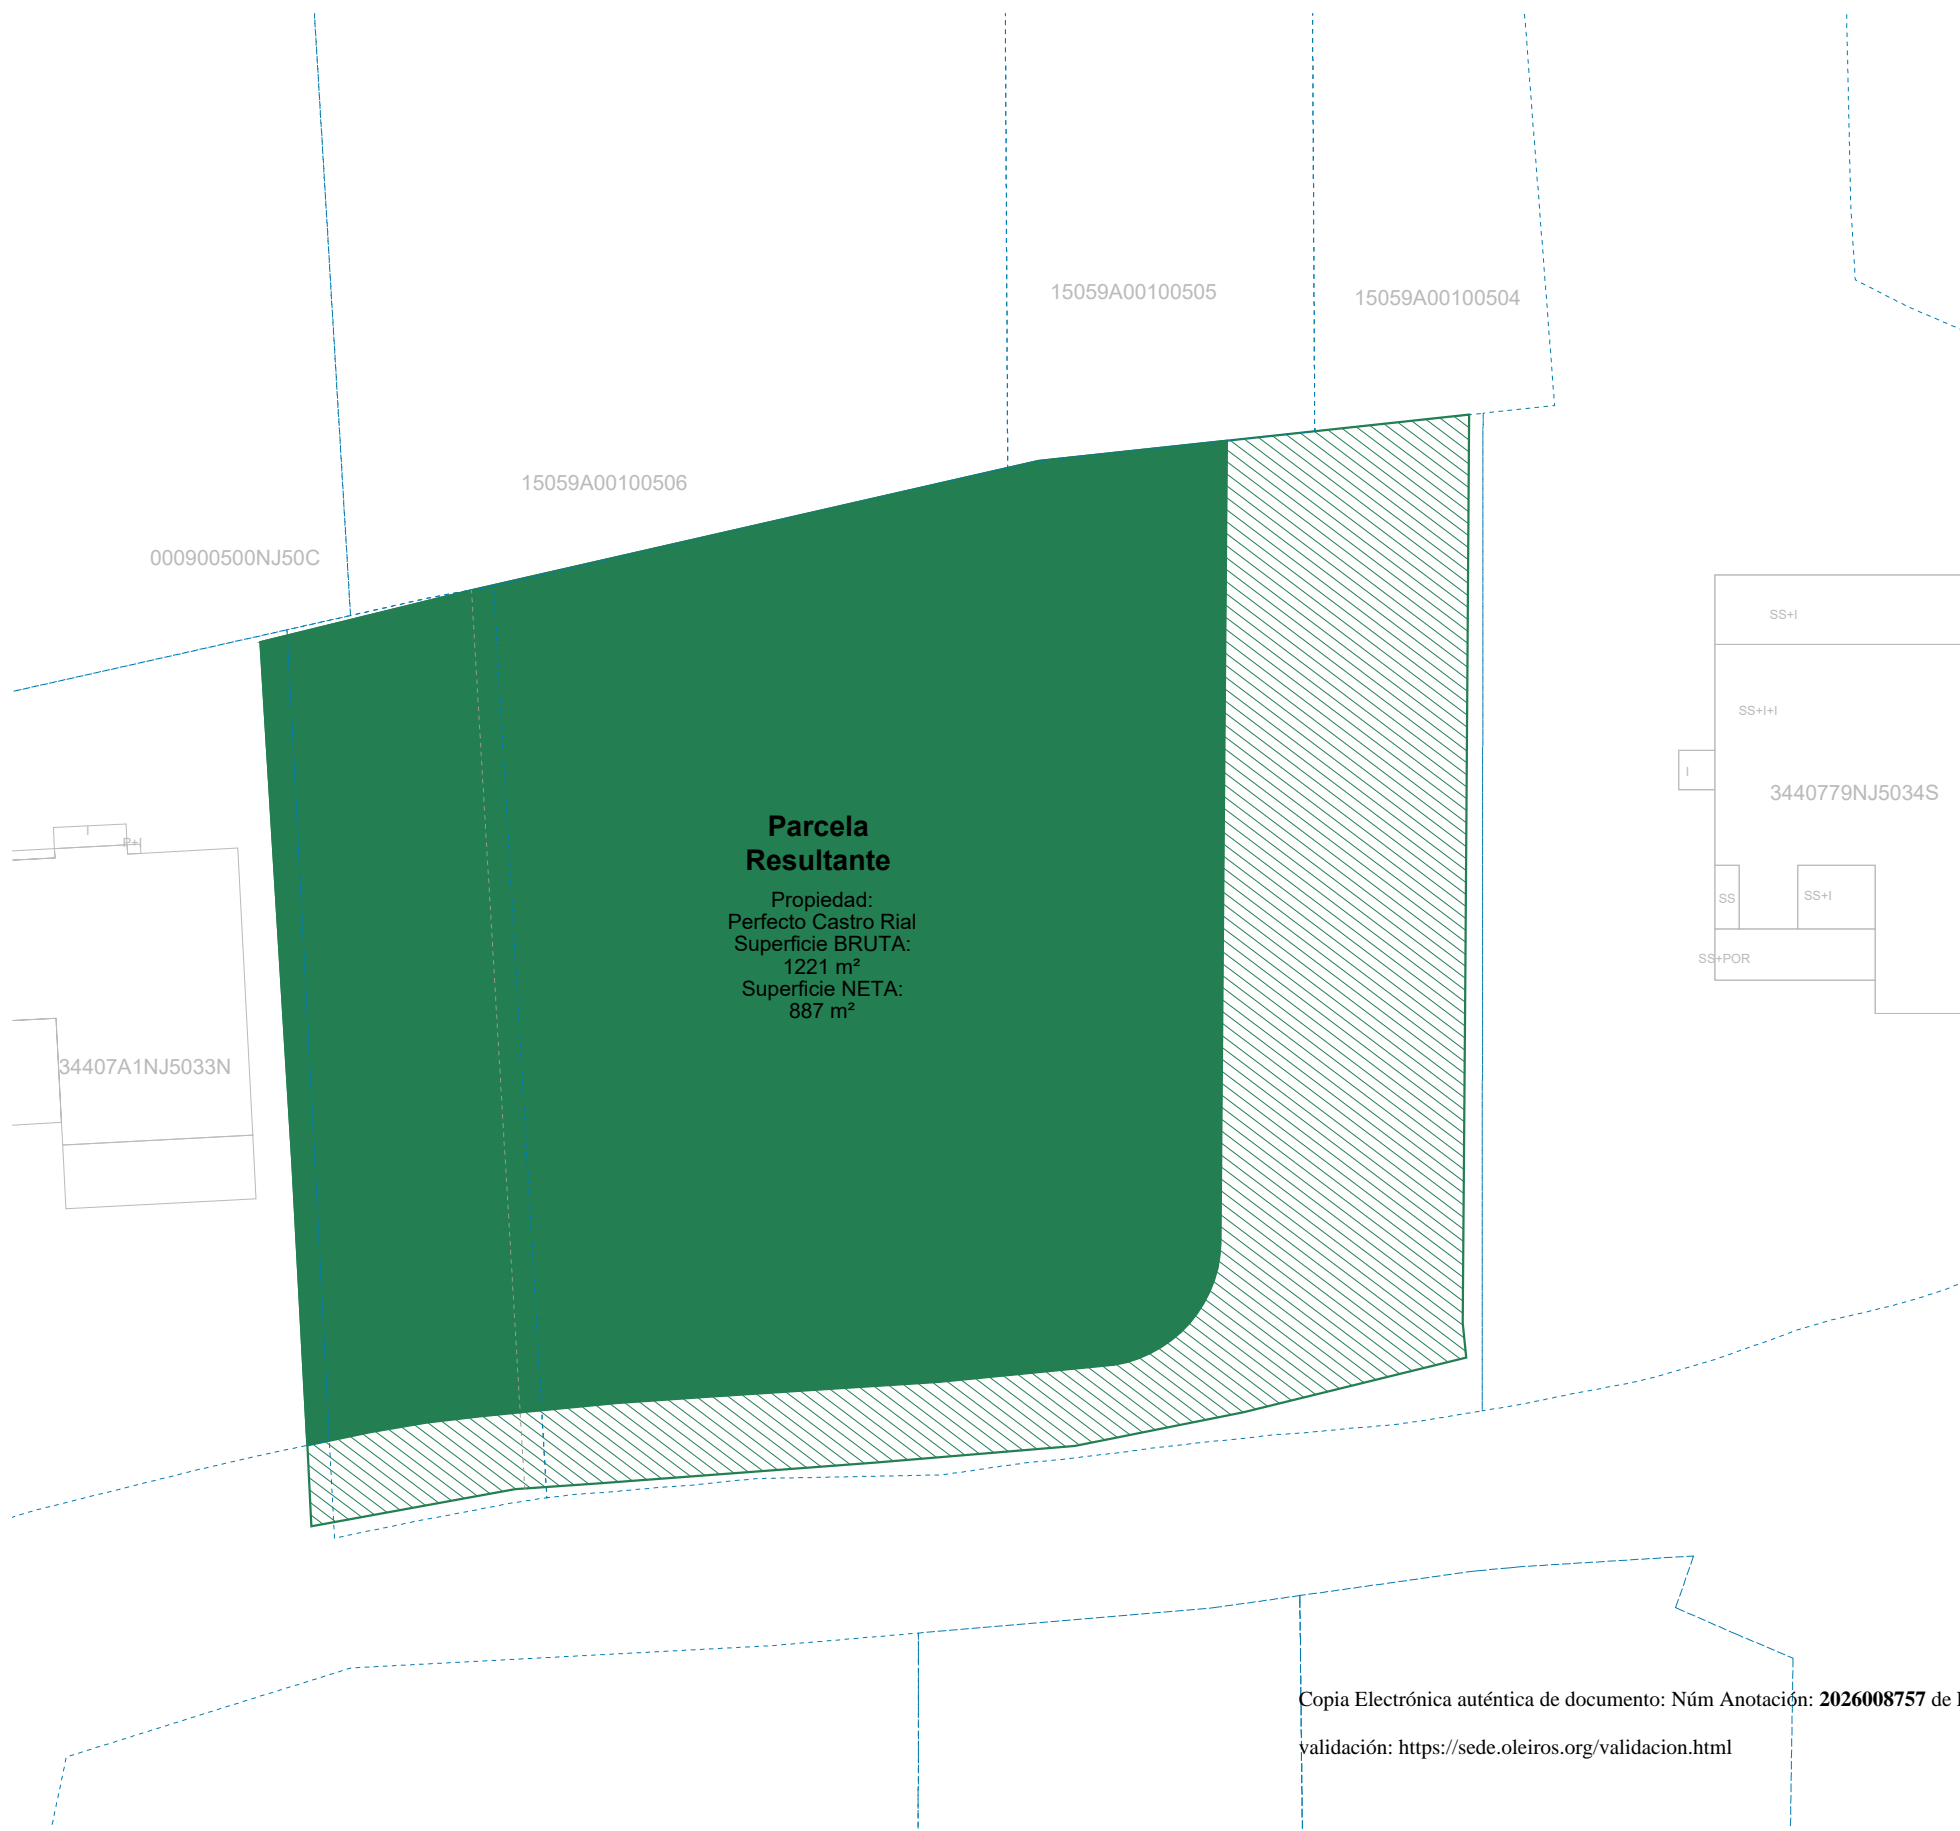 15059A00100505
15059A00100504
15059A00100506
000900500NJ50C
SS+I
SS+I+I
I
3440779NJ5034S
Parcela
Resultante
I
P+I
Propiedad:
Perfecto Castro Rial
Superficie BRUTA:
1221 m²
Superficie NETA:
887 m²
SS
SS+I
SS+POR
34407A1NJ5033N
Copia Electrónica auténtica de documento: Núm Anotación: 2026008757 de
validación: https://sede.oleiros.org/validacion.html